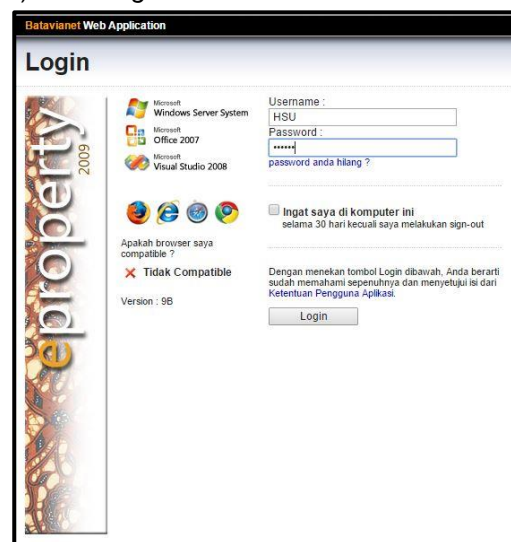 Batavianet Web Application
Login
eproperty
2009
Microsoft
Windows Server System
Microsoft
Office 2007
Microsoft
Visual Studio 2008
Apakah browser saya
compatible ?
Tidak Compatible
Version : 9B
Username :
HSU
Password :
••••••
password anda hilang ?
Ingat saya di komputer ini
selama 30 hari kecuali saya melakukan sign-out
Dengan menekan tombol Login dibawah, Anda berarti
sudah memahami sepenuhnya dan menyetujui isi dari
Ketentuan Pengguna Aplikasi.
Login